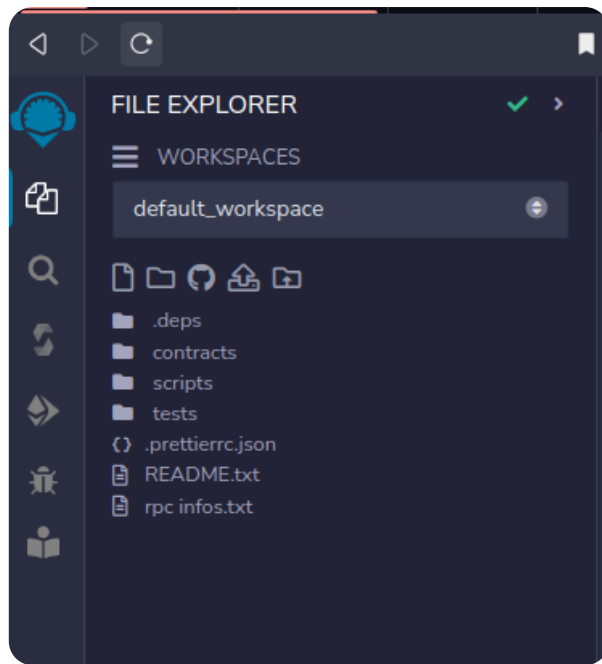 FILE EXPLORER
WORKSPACES
default_workspace
.deps
contracts
scripts
tests
.prettierrc.json
README.txt
rpc infos.txt